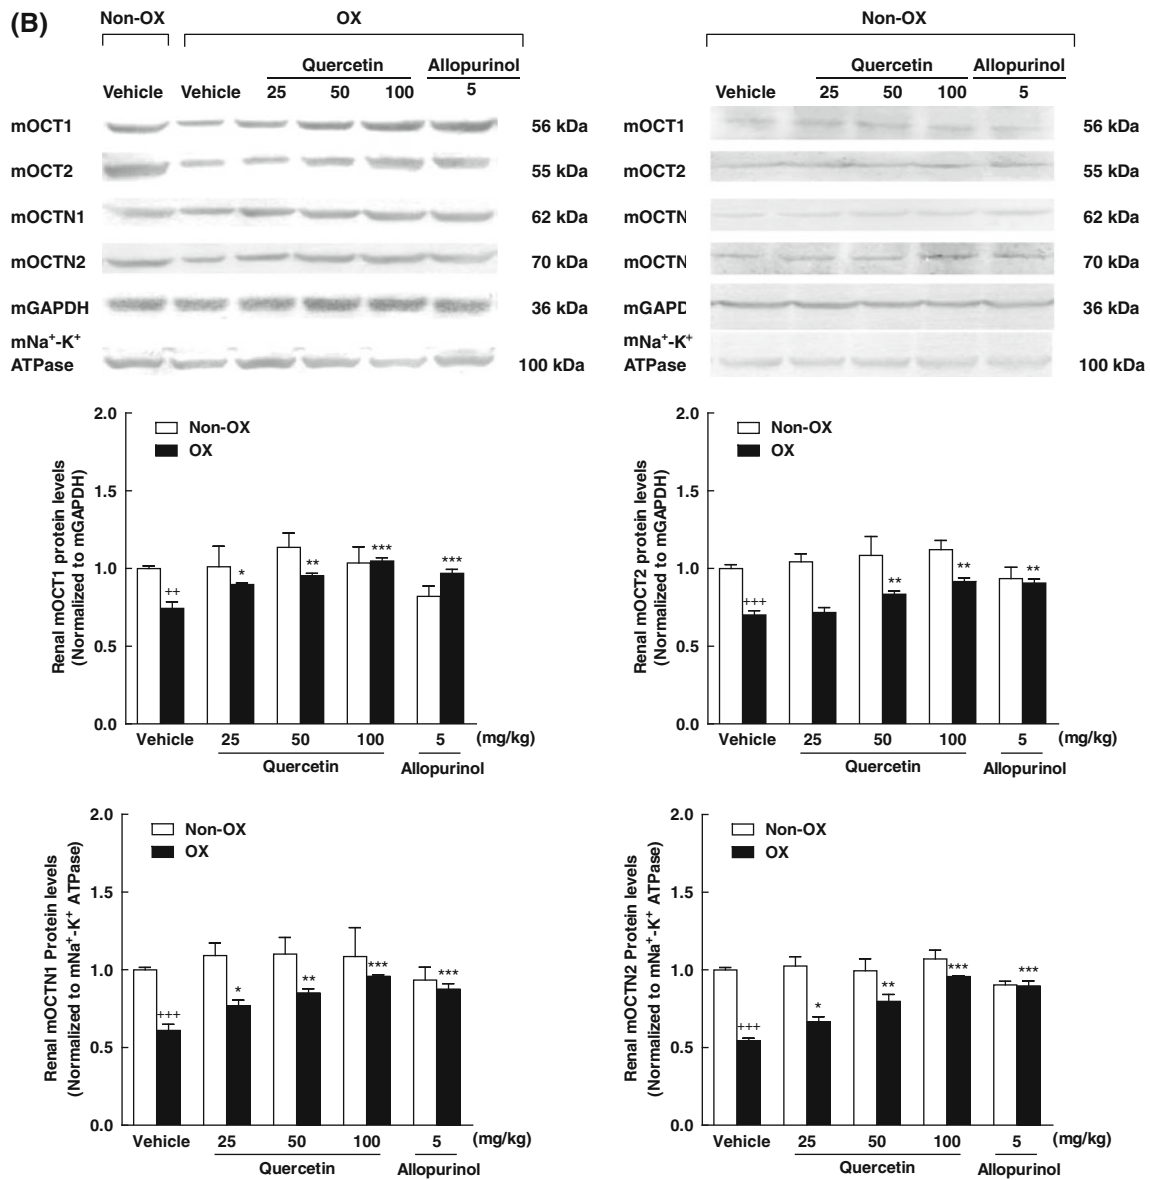 (B)
Non-OX
OX
Quercetin
Allopurinol
Vehicle Vehicle 25 50 100 5
mOCT1 56 kDa
mOCT2 55 kDa
mOCTN1 62 kDa
mOCTN2 70 kDa
mGAPDH 36 kDa
mNa⁺-K⁺
ATPase 100 kDa
Non-OX
Quercetin
Allopurinol
Vehicle 25 50 100 5
mOCT1 56 kDa
mOCT2 55 kDa
mOCTN 62 kDa
mOCTN 70 kDa
mGAPD 36 kDa
mNa⁺-K⁺
ATPase 100 kDa
Renal mOCT1 protein levels
(Normalized to mGAPDH)
2.0
1.5
1.0
0.5
0.0
Non-OX
OX
++
*
**
***
***
Vehicle 25 50 100 5 (mg/kg)
Quercetin Allopurinol
Renal mOCT2 protein levels
(Normalized to mGAPDH)
2.0
1.5
1.0
0.5
0.0
Non-OX
OX
+++
**
**
**
Vehicle 25 50 100 5 (mg/kg)
Quercetin Allopurinol
Renal mOCTN1 Protein levels
(Normalized to mNa⁺-K⁺ ATPase)
2.0
1.5
1.0
0.5
0.0
Non-OX
OX
+++
*
**
***
***
Vehicle 25 50 100 5 (mg/kg)
Quercetin Allopurinol
Renal mOCTN2 Protein levels
(Normalized to mNa⁺-K⁺ ATPase)
2.0
1.5
1.0
0.5
0.0
Non-OX
OX
+++
*
**
***
***
Vehicle 25 50 100 5 (mg/kg)
Quercetin Allopurinol